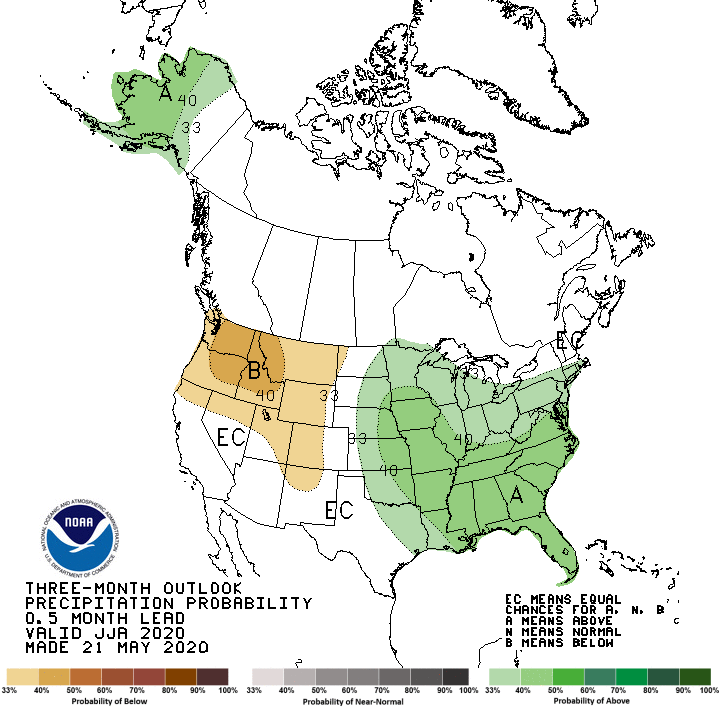 A
40
33
EC
B
40
33
33
EC
33
40
40
EC
A
NATIONAL OCEANIC AND ATMOSPHERIC ADMINISTRATION
NOAA
U.S. DEPARTMENT OF COMMERCE
THREE-MONTH OUTLOOK
PRECIPITATION PROBABILITY
0.5 MONTH LEAD
VALID JJA 2020
MADE 21 MAY 2020
EC MEANS EQUAL
CHANCES FOR A, N, B
A MEANS ABOVE
N MEANS NORMAL
B MEANS BELOW
33% 40% 50% 60% 70% 80% 90% 100%
Probability of Below
33% 40% 50% 60% 70% 80% 90% 100%
Probability of Near-Normal
33% 40% 50% 60% 70% 80% 90% 100%
Probability of Above